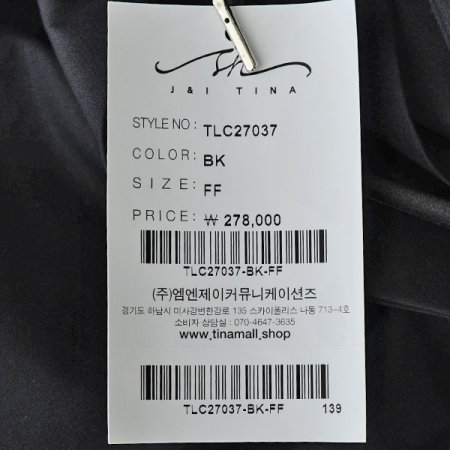 J & I TINA
STYLE NO : TLC27037
COLOR : BK
SIZE : FF
PRICE : ₩ 278,000
TLC27037-BK-FF
(주)엠엔제이커뮤니케이션즈
경기도 하남시 미사강변한강로 135 스카이폴리스 나동 713-4호
소비자 상담실 : 070-4647-3635
www.tinamall.shop
TLC27037-BK-FF 139